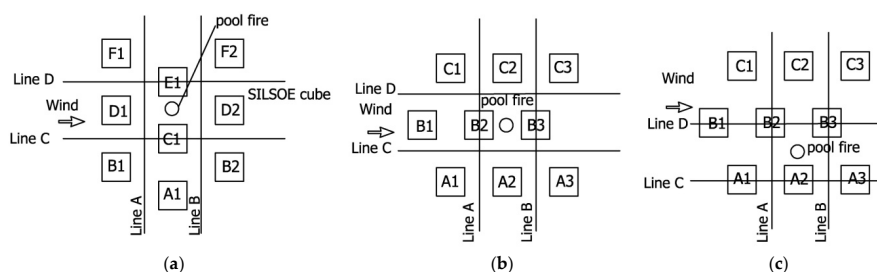 pool fire
F1
F2
E1
Line D
SILSOE cube
Wind
D1
D2
Line C
C1
B1
B2
A1
Line A
Line B
(a)
C1
C2
C3
Line D
Wind
pool fire
B1
B2
B3
Line C
A1
A2
A3
Line A
Line B
(b)
C1
C2
C3
Wind
Line D
B1
B2
B3
pool fire
Line C
A1
A2
A3
Line A
Line B
(c)